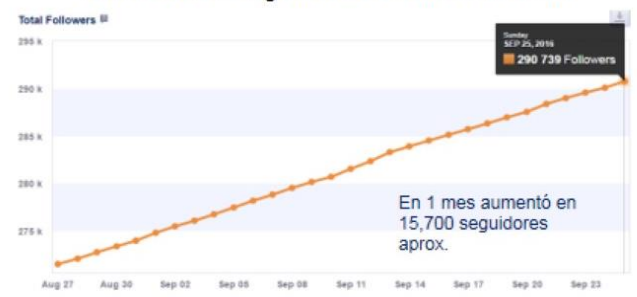 Total Followers
Sunday
SEP 25, 2016
290 739 Followers
295 k
290 k
285 k
280 k
275 k
En 1 mes aumentó en
15,700 seguidores
aprox.
Aug 27 Aug 30 Sep 02 Sep 05 Sep 08 Sep 11 Sep 14 Sep 17 Sep 20 Sep 23